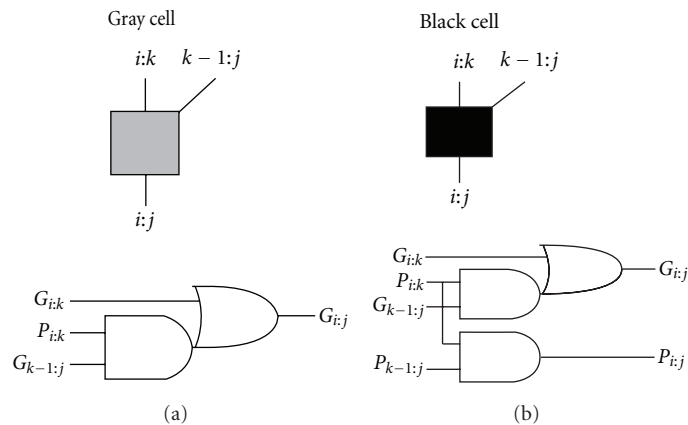 Gray cell
i:k
k − 1: j
i:j
G_{i:k}
P_{i:k}
G_{k−1: j}
G_{i:j}
(a)
Black cell
i:k
k − 1: j
i:j
G_{i:k}
P_{i:k}
G_{k−1: j}
P_{k−1: j}
G_{i:j}
P_{i:j}
(b)